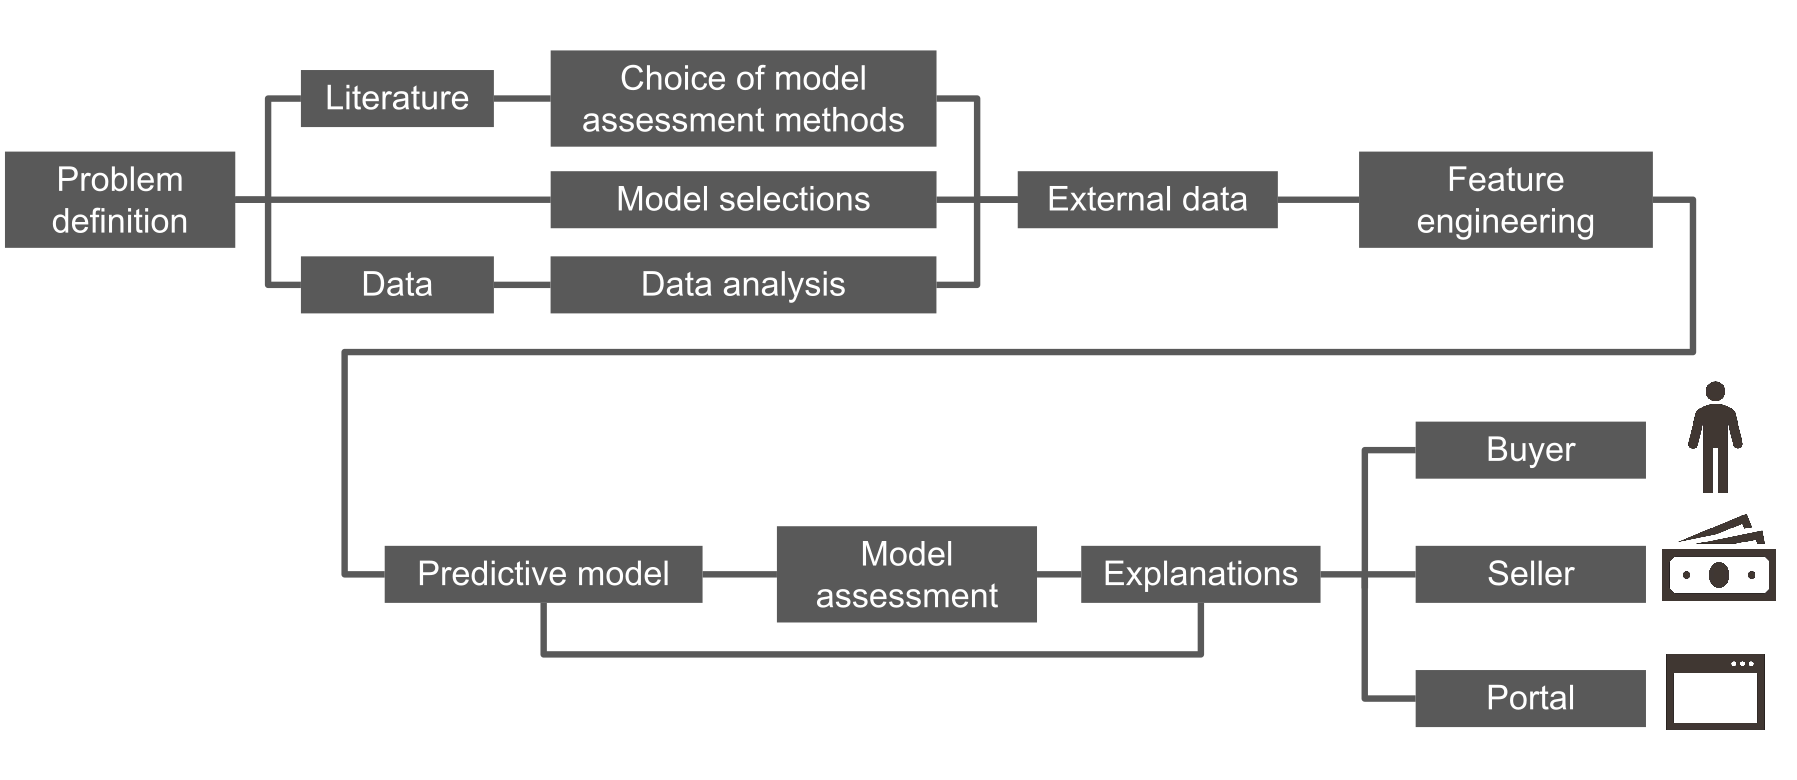 Problem
definition
Literature
Choice of model
assessment methods
Model selections
Data
Data analysis
External data
Feature
engineering
Predictive model
Model
assessment
Explanations
Buyer
Seller
Portal